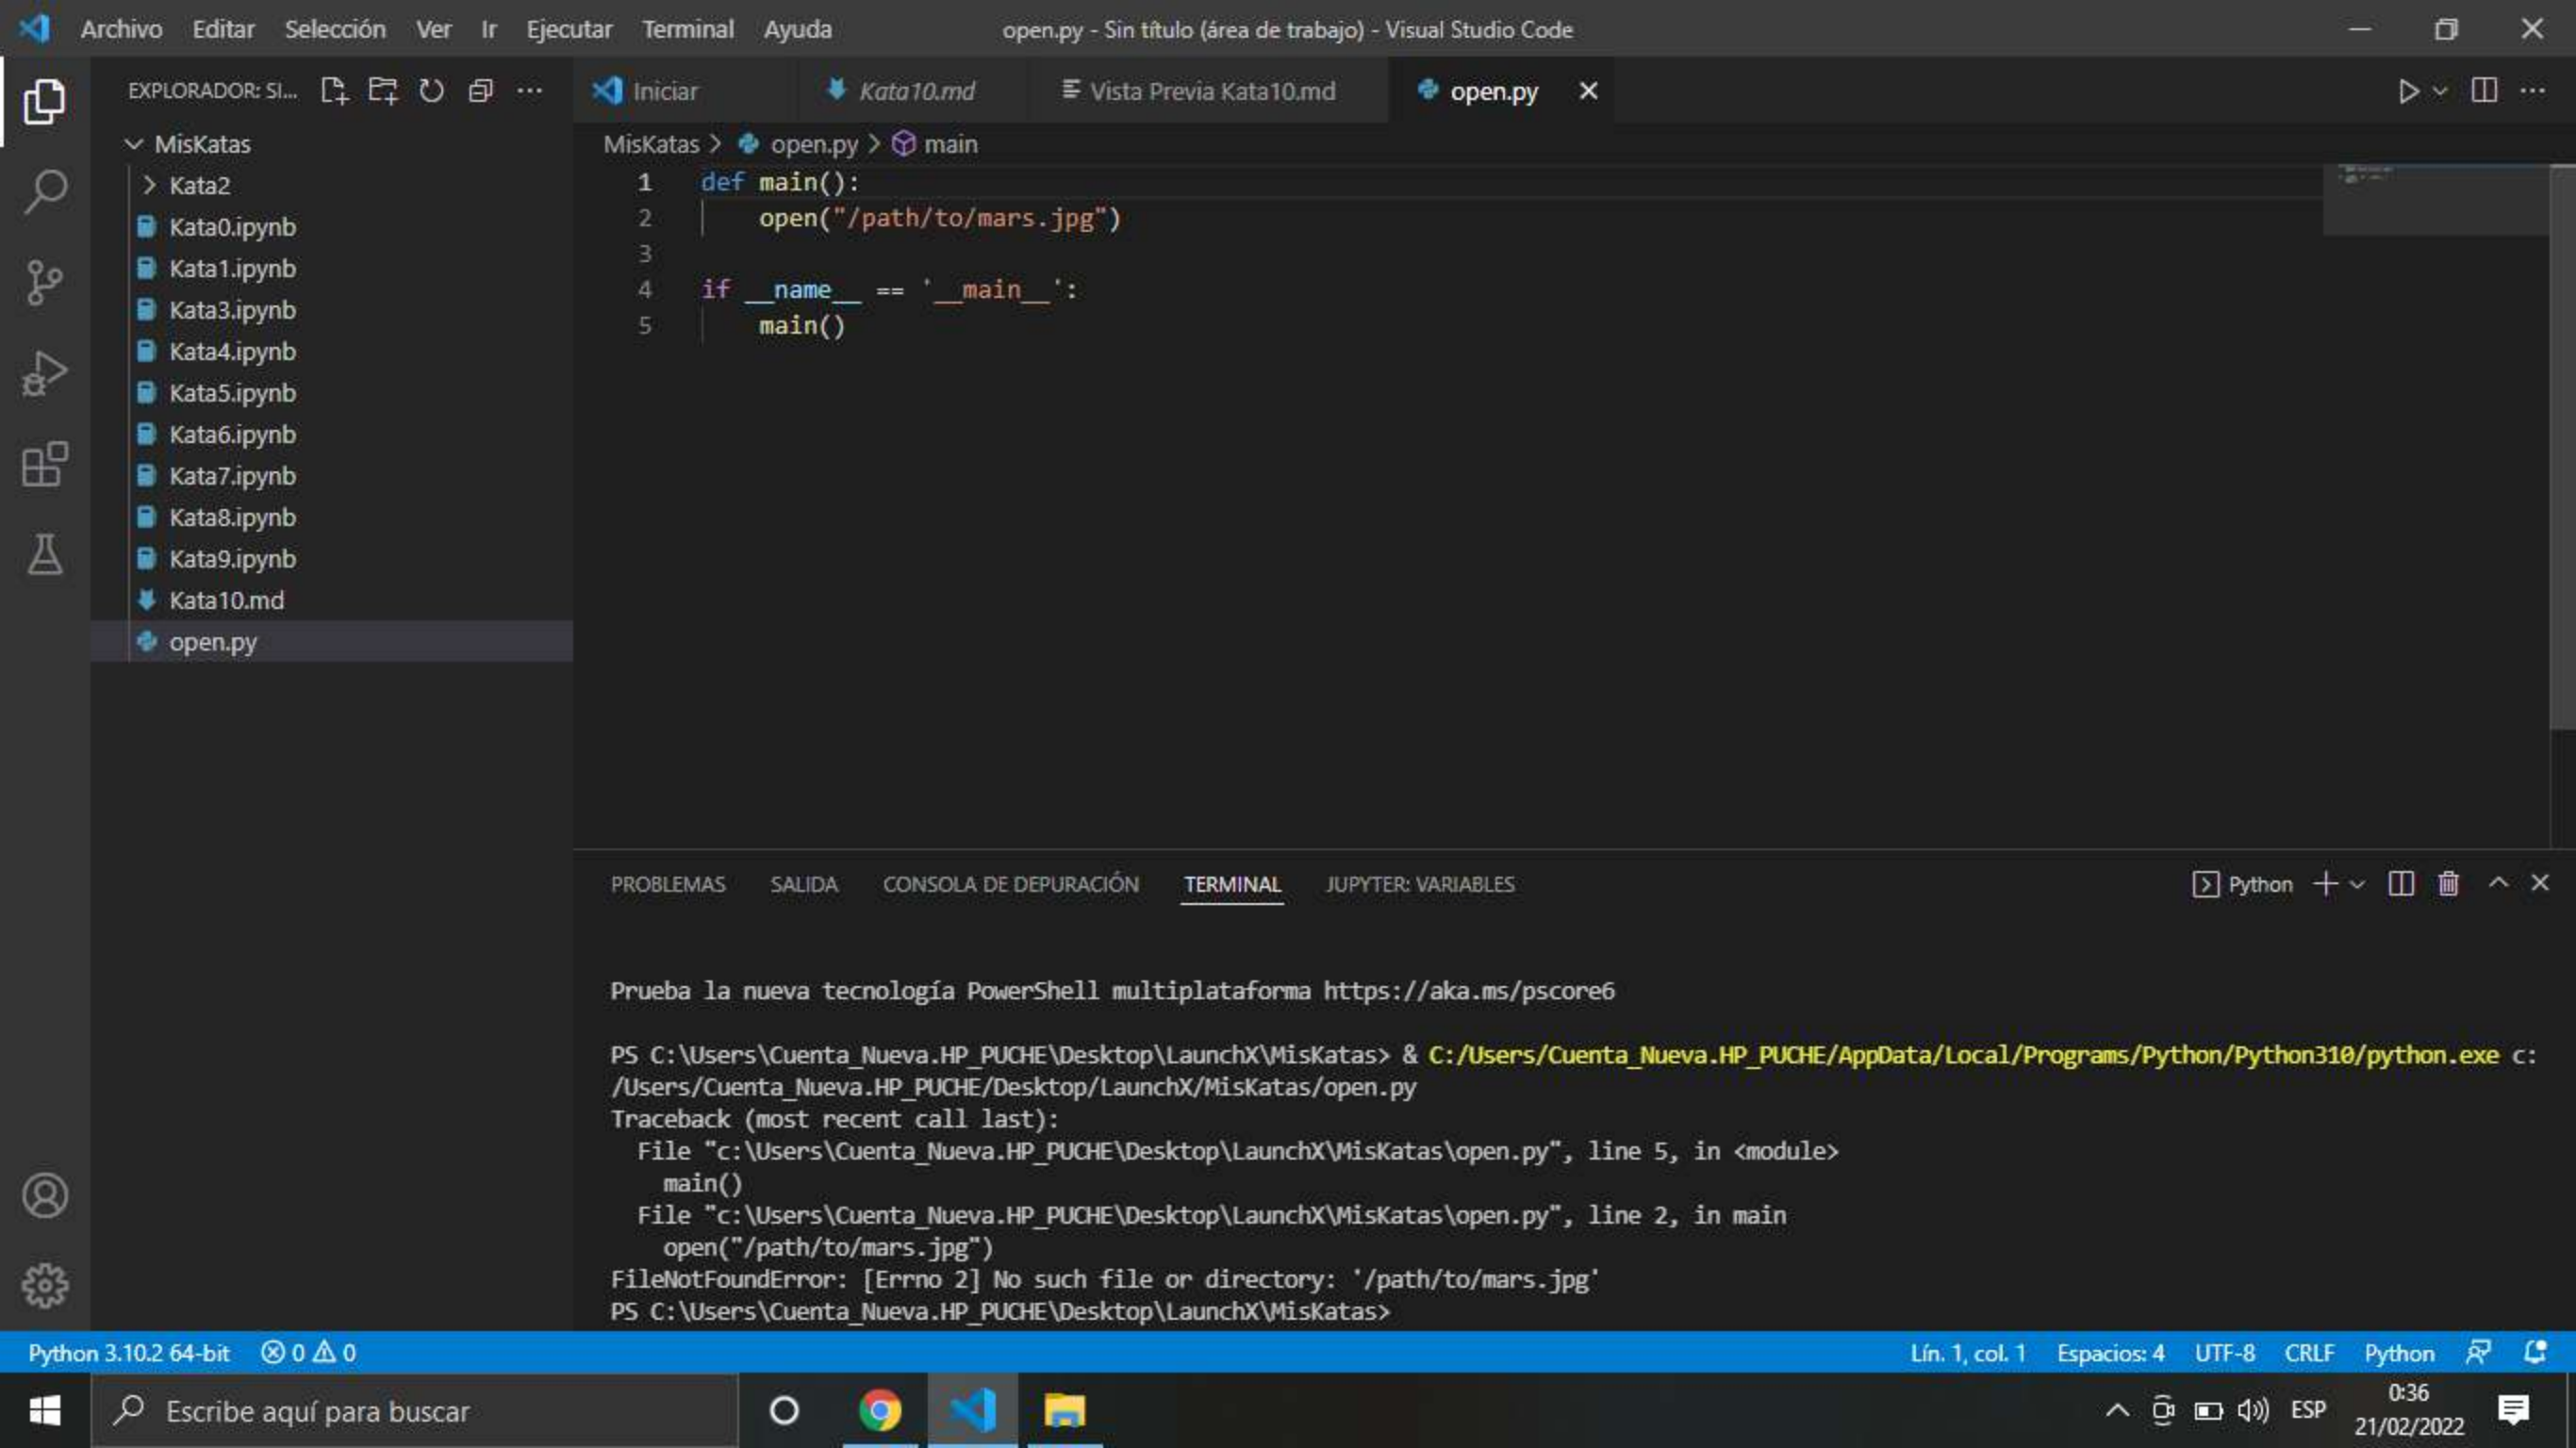 Archivo Editar Selección Ver Ir Ejecutar Terminal Ayuda open.py - Sin título (área de trabajo) - Visual Studio Code
EXPLORADOR: SI...
MisKatas
Kata2
Kata0.ipynb
Kata1.ipynb
Kata3.ipynb
Kata4.ipynb
Kata5.ipynb
Kata6.ipynb
Kata7.ipynb
Kata8.ipynb
Kata9.ipynb
Kata10.md
open.py
Iniciar Kata10.md Vista Previa Kata10.md open.py
MisKatas > open.py > main
1 def main():
2     open("/path/to/mars.jpg")
3
4 if __name__ == '__main__':
5     main()
PROBLEMAS SALIDA CONSOLA DE DEPURACIÓN TERMINAL JUPYTER: VARIABLES Python
Prueba la nueva tecnología PowerShell multiplataforma https://aka.ms/pscore6
PS C:\Users\Cuenta_Nueva.HP_PUCHE\Desktop\LaunchX\MisKatas> & C:/Users/Cuenta_Nueva.HP_PUCHE/AppData/Local/Programs/Python/Python310/python.exe c:
/Users/Cuenta_Nueva.HP_PUCHE/Desktop/LaunchX/MisKatas/open.py
Traceback (most recent call last):
  File "c:\Users\Cuenta_Nueva.HP_PUCHE\Desktop\LaunchX\MisKatas\open.py", line 5, in <module>
    main()
  File "c:\Users\Cuenta_Nueva.HP_PUCHE\Desktop\LaunchX\MisKatas\open.py", line 2, in main
    open("/path/to/mars.jpg")
FileNotFoundError: [Errno 2] No such file or directory: '/path/to/mars.jpg'
PS C:\Users\Cuenta_Nueva.HP_PUCHE\Desktop\LaunchX\MisKatas>
Python 3.10.2 64-bit 0 0 Lín. 1, col. 1 Espacios: 4 UTF-8 CRLF Python
Escribe aquí para buscar ESP
0:36
21/02/2022